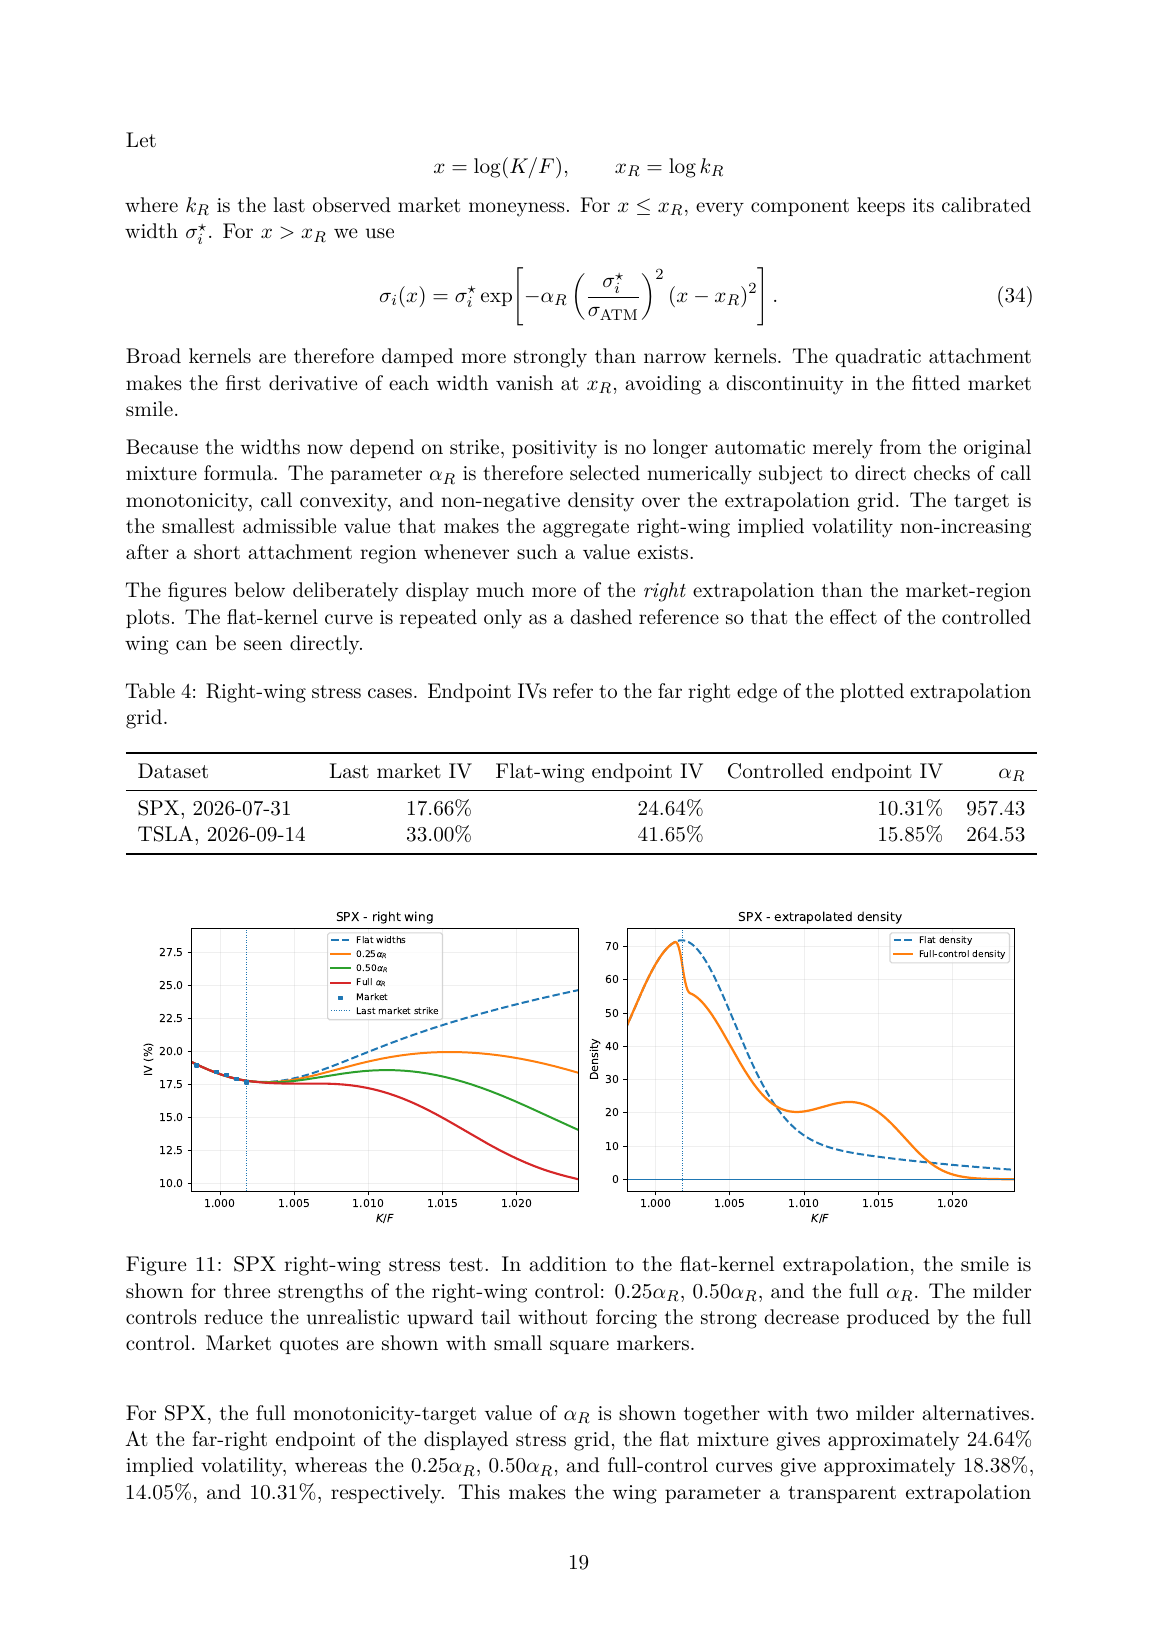 Let
x = log(K/F),  x_R = log k_R
where k_R is the last observed market moneyness. For x ≤ x_R, every component keeps its calibrated
width σ_i^⋆. For x > x_R we use
σ_i(x) = σ_i^⋆ exp[−α_R (σ_i^⋆ / σ_ATM)^2 (x − x_R)^2]. (34)
Broad kernels are therefore damped more strongly than narrow kernels. The quadratic attachment
makes the first derivative of each width vanish at x_R, avoiding a discontinuity in the fitted market
smile.
Because the widths now depend on strike, positivity is no longer automatic merely from the original
mixture formula. The parameter α_R is therefore selected numerically subject to direct checks of call
monotonicity, call convexity, and non-negative density over the extrapolation grid. The target is
the smallest admissible value that makes the aggregate right-wing implied volatility non-increasing
after a short attachment region whenever such a value exists.
The figures below deliberately display much more of the right extrapolation than the market-region
plots. The flat-kernel curve is repeated only as a dashed reference so that the effect of the controlled
wing can be seen directly.
Table 4: Right-wing stress cases. Endpoint IVs refer to the far right edge of the plotted extrapolation
grid.
Dataset Last market IV Flat-wing endpoint IV Controlled endpoint IV α_R
SPX, 2026-07-31 17.66% 24.64% 10.31% 957.43
TSLA, 2026-09-14 33.00% 41.65% 15.85% 264.53
SPX - right wing
27.5
25.0
22.5
20.0
17.5
15.0
12.5
10.0
IV (%)
Flat widths
0.25α_R
0.50α_R
Full α_R
Market
Last market strike
1.000 1.005 1.010 1.015 1.020
K/F
SPX - extrapolated density
70
60
50
40
30
20
10
0
Density
Flat density
Full-control density
1.000 1.005 1.010 1.015 1.020
K/F
Figure 11: SPX right-wing stress test. In addition to the flat-kernel extrapolation, the smile is
shown for three strengths of the right-wing control: 0.25α_R, 0.50α_R, and the full α_R. The milder
controls reduce the unrealistic upward tail without forcing the strong decrease produced by the full
control. Market quotes are shown with small square markers.
For SPX, the full monotonicity-target value of α_R is shown together with two milder alternatives.
At the far-right endpoint of the displayed stress grid, the flat mixture gives approximately 24.64%
implied volatility, whereas the 0.25α_R, 0.50α_R, and full-control curves give approximately 18.38%,
14.05%, and 10.31%, respectively. This makes the wing parameter a transparent extrapolation
19